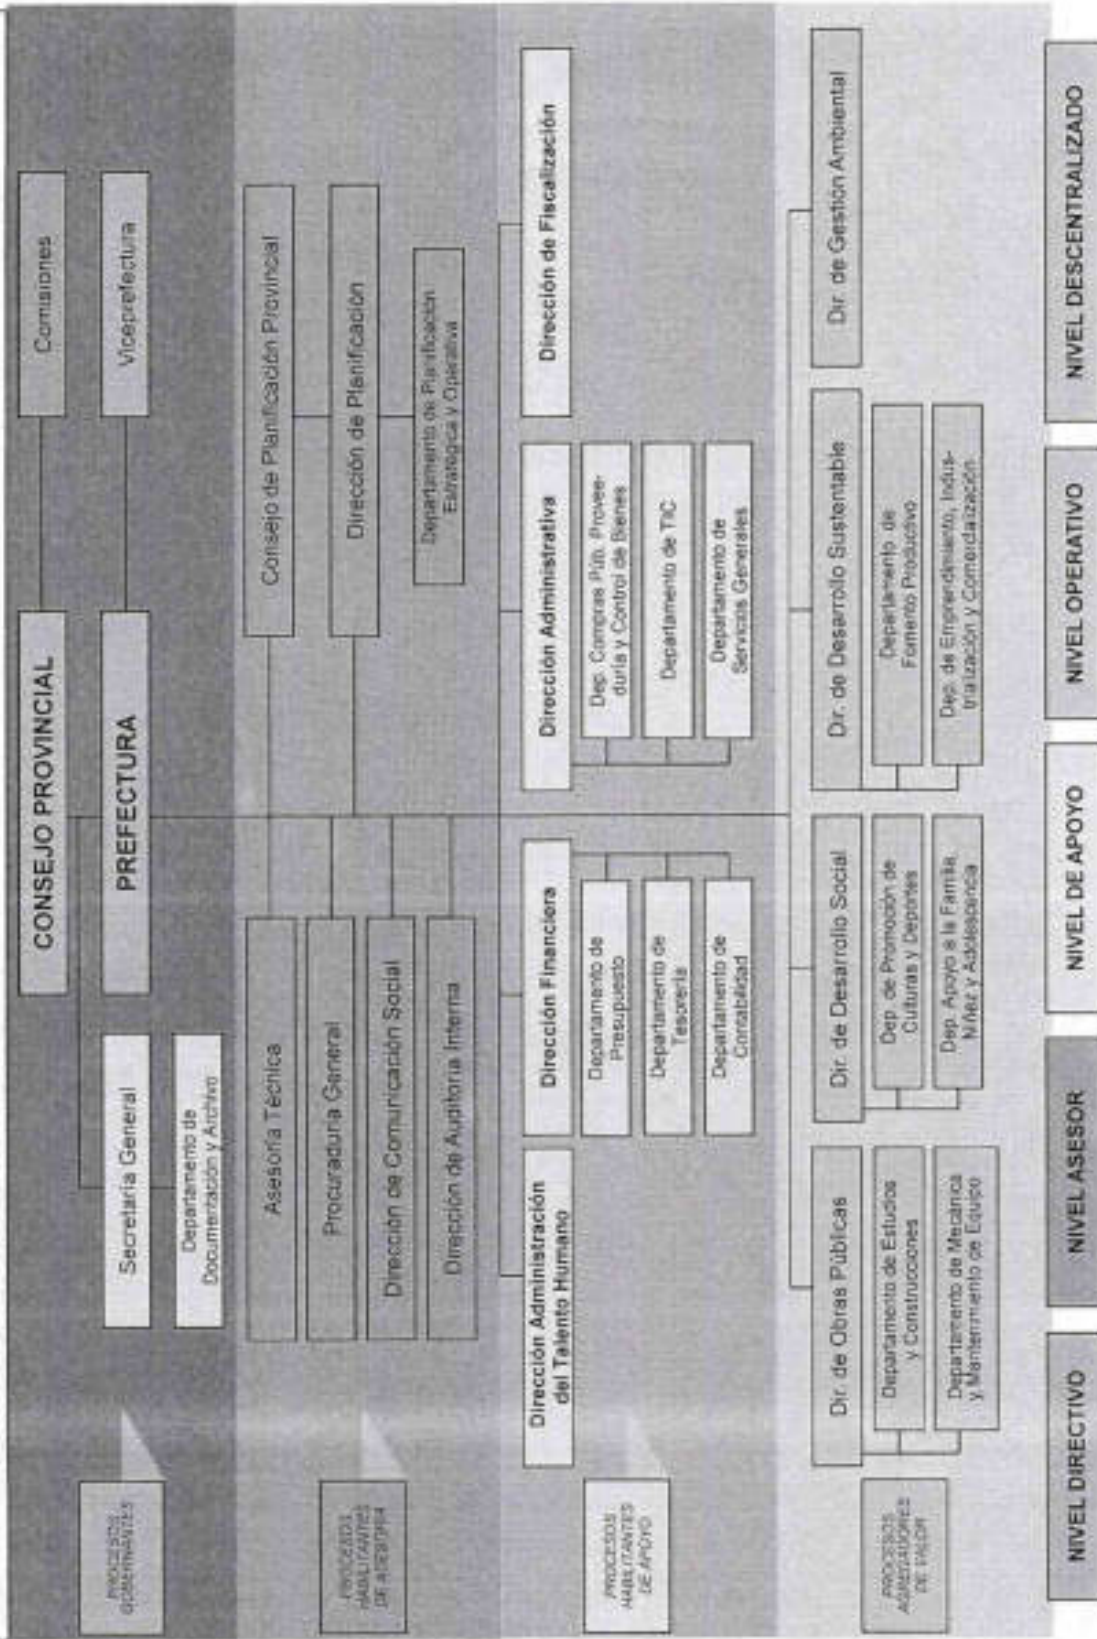 CONSEJO PROVINCIAL
Comisiones
Secretaría General
PREFECTURA
Viceprefectura
Departamento de
Documentación y Archivo
PROCESOS
GOBERNANTES
Asesoría Técnica
Consejo de Planificación Provincial
Procuraduría General
Dirección de Planificación
Dirección de Comunicación Social
Departamento de Planificación
Estratégica y Operativa
Dirección de Auditoría Interna
PROCESOS
HABILITANTES
DE
Dirección Administración
del Talento Humano
Dirección Financiera
Departamento de
Presupuesto
Departamento de
Tesorería
Departamento de
Contabilidad
Dirección Administrativa
Dep. Compras Púb. Provee-
duría y Control de Bienes
Departamento de TIC
Departamento de
Servicios Generales
Dirección de Fiscalización
PROCESOS
HABILITANTES
DE APOYO
Dir. de Obras Públicas
Departamento de Estudios
y Construcciones
Departamento de Mecánica
y Mantenimiento de Equipo
Dir. de Desarrollo Social
Dep. de Promoción de
Culturas y Deportes
Dep. Apoyo a la Familia,
Niñez y Adolescencia
Dir. de Desarrollo Sustentable
Departamento de
Fomento Productivo
Dep. de Emprendimiento, Indus-
trialización y Comercialización
Dir. de Gestión Ambiental
PROCESOS
AGREGADORES
DE VALOR
NIVEL DIRECTIVO
NIVEL ASESOR
NIVEL DE APOYO
NIVEL OPERATIVO
NIVEL DESCENTRALIZADO